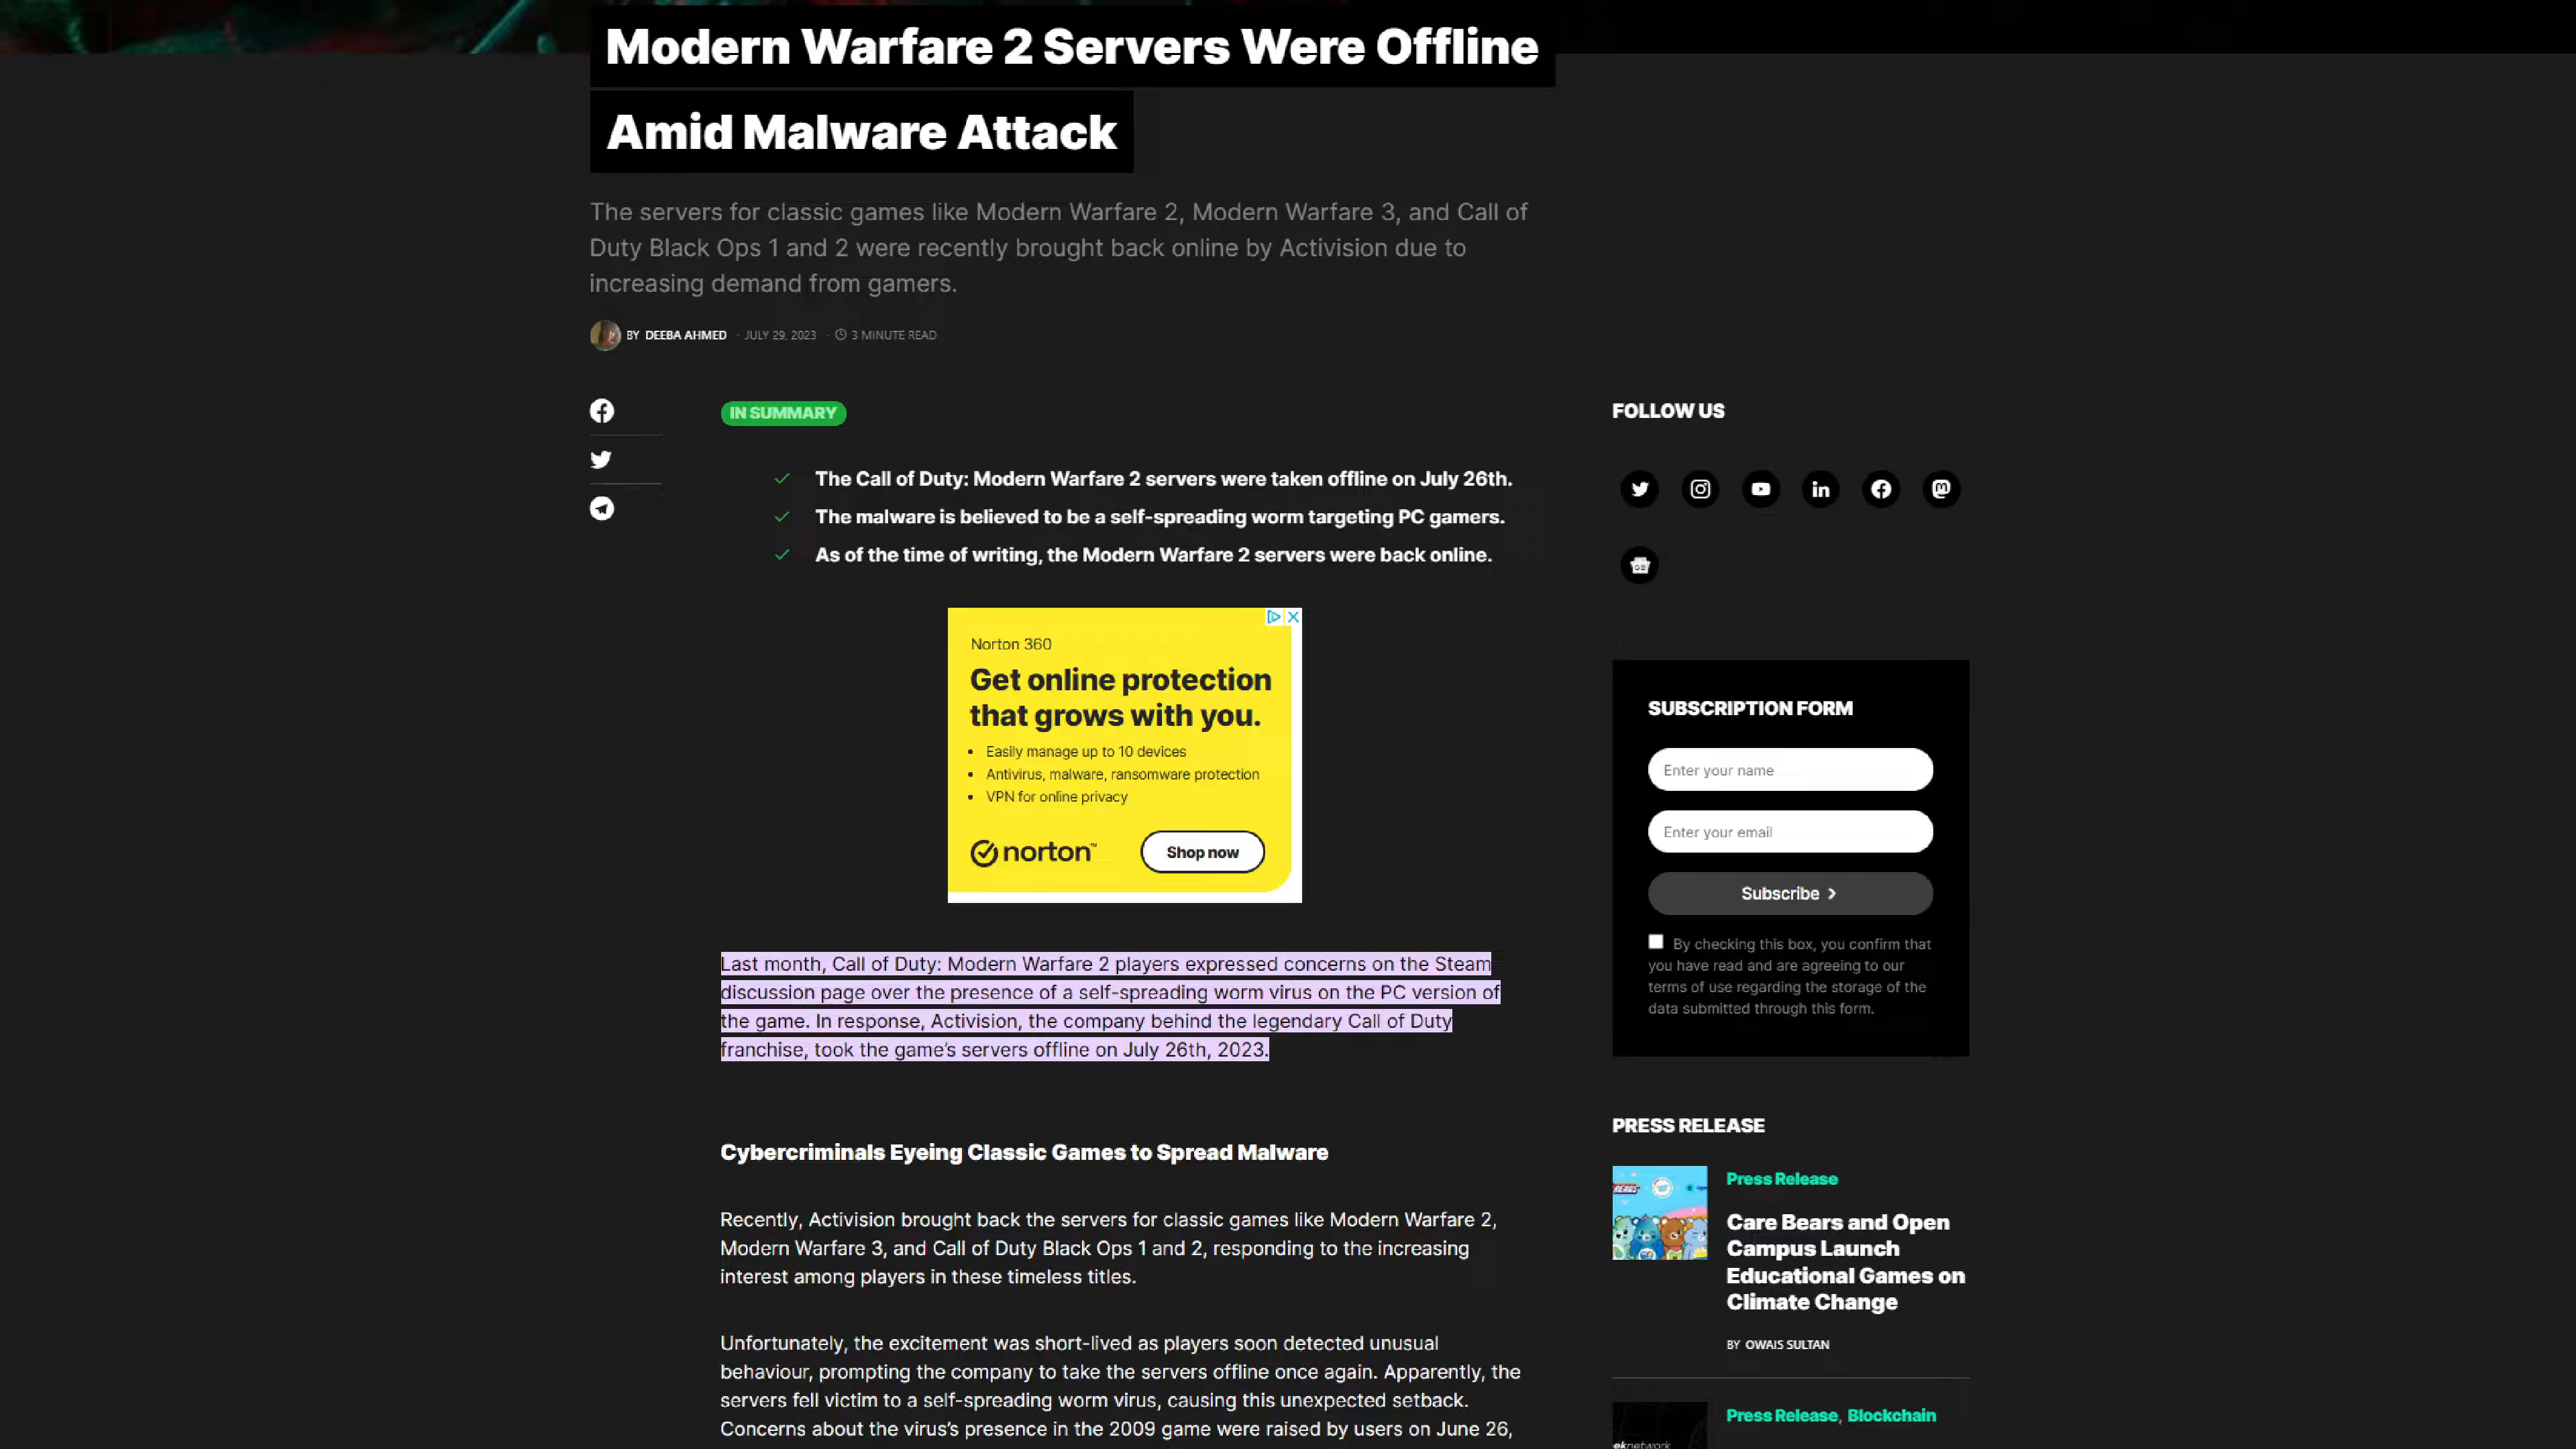 Modern Warfare 2 Servers Were Offline
Amid Malware Attack
The servers for classic games like Modern Warfare 2, Modern Warfare 3, and Call of
Duty Black Ops 1 and 2 were recently brought back online by Activision due to
increasing demand from gamers.
BY DEEBA AHMED · JULY 29, 2023 · 3 MINUTE READ
IN SUMMARY
The Call of Duty: Modern Warfare 2 servers were taken offline on July 26th.
The malware is believed to be a self-spreading worm targeting PC gamers.
As of the time of writing, the Modern Warfare 2 servers were back online.
Norton 360
Get online protection
that grows with you.
• Easily manage up to 10 devices
• Antivirus, malware, ransomware protection
• VPN for online privacy
norton™
Shop now
Last month, Call of Duty: Modern Warfare 2 players expressed concerns on the Steam
discussion page over the presence of a self-spreading worm virus on the PC version of
the game. In response, Activision, the company behind the legendary Call of Duty
franchise, took the game's servers offline on July 26th, 2023.
Cybercriminals Eyeing Classic Games to Spread Malware
Recently, Activision brought back the servers for classic games like Modern Warfare 2,
Modern Warfare 3, and Call of Duty Black Ops 1 and 2, responding to the increasing
interest among players in these timeless titles.
Unfortunately, the excitement was short-lived as players soon detected unusual
behaviour, prompting the company to take the servers offline once again. Apparently, the
servers fell victim to a self-spreading worm virus, causing this unexpected setback.
Concerns about the virus's presence in the 2009 game were raised by users on June 26,
FOLLOW US
SUBSCRIPTION FORM
Enter your name
Enter your email
Subscribe
By checking this box, you confirm that
you have read and are agreeing to our
terms of use regarding the storage of the
data submitted through this form.
PRESS RELEASE
Press Release
Care Bears and Open
Campus Launch
Educational Games on
Climate Change
BY OWAIS SULTAN
Press Release, Blockchain